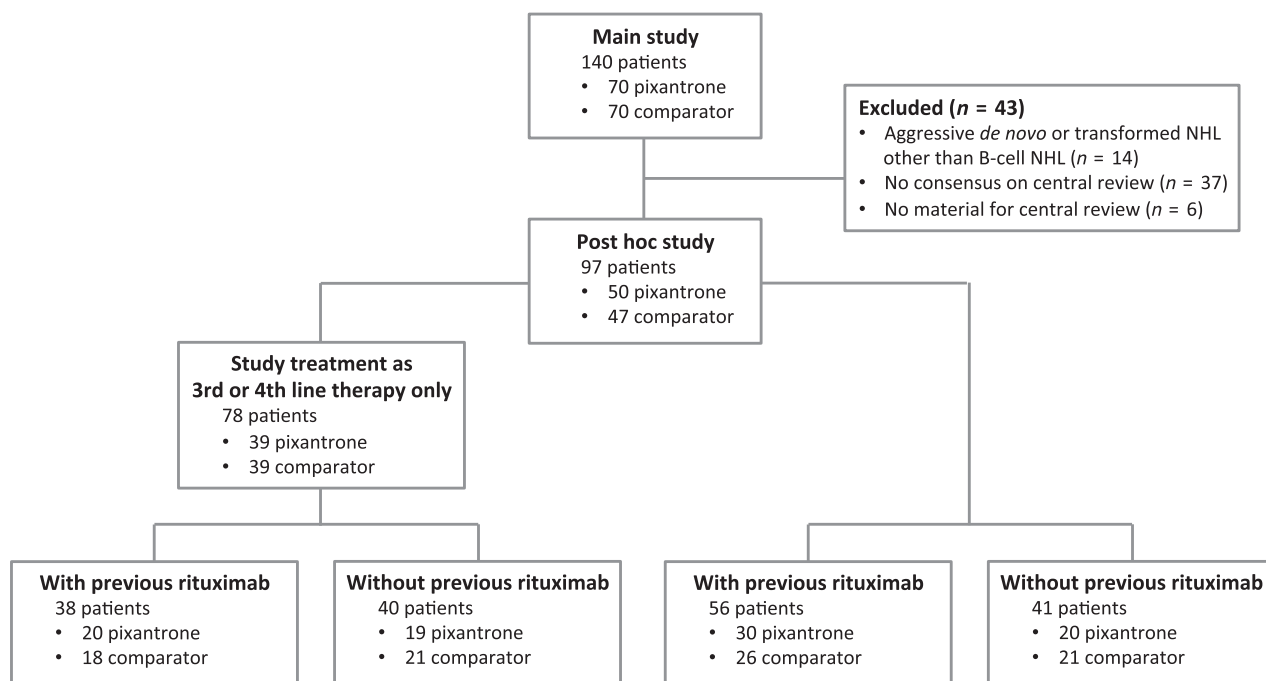 Main study
140 patients
• 70 pixantrone
• 70 comparator
Excluded (n = 43)
• Aggressive de novo or transformed NHL
other than B-cell NHL (n = 14)
• No consensus on central review (n = 37)
• No material for central review (n = 6)
Post hoc study
97 patients
• 50 pixantrone
• 47 comparator
Study treatment as
3rd or 4th line therapy only
78 patients
• 39 pixantrone
• 39 comparator
With previous rituximab
38 patients
• 20 pixantrone
• 18 comparator
Without previous rituximab
40 patients
• 19 pixantrone
• 21 comparator
With previous rituximab
56 patients
• 30 pixantrone
• 26 comparator
Without previous rituximab
41 patients
• 20 pixantrone
• 21 comparator